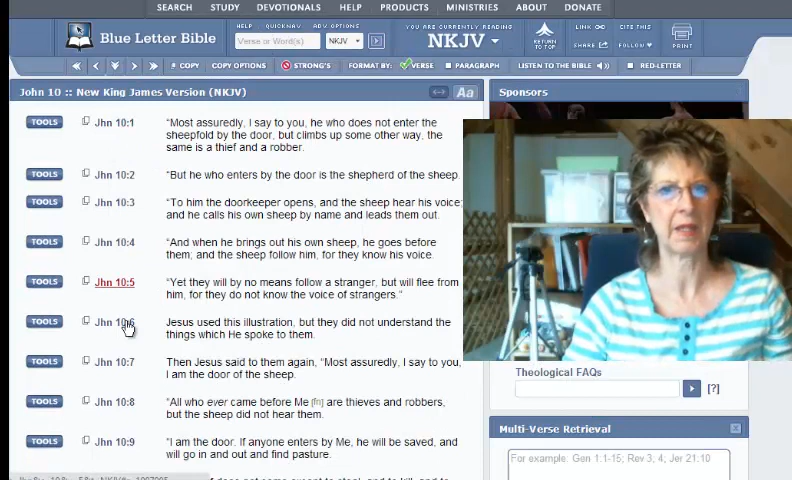 SEARCH STUDY DEVOTIONALS HELP PRODUCTS MINISTRIES ABOUT DONATE
HELP QUICKNAV ADV OPTIONS
YOU ARE CURRENTLY READING
LINK CITE THIS
Blue Letter Bible
Verse or Word(s)
NKJV
NKJV
RETURN TO TOP
SHARE FOLLOW
PRINT
COPY COPY OPTIONS STRONG'S FORMAT BY: VERSE PARAGRAPH LISTEN TO THE BIBLE RED-LETTER
John 10 :: New King James Version (NKJV)
Aa
Sponsors
TOOLS Jhn 10:1 “Most assuredly, I say to you, he who does not enter the
sheepfold by the door, but climbs up some other way, the
same is a thief and a robber.
TOOLS Jhn 10:2 “But he who enters by the door is the shepherd of the sheep.
TOOLS Jhn 10:3 “To him the doorkeeper opens, and the sheep hear his voice;
and he calls his own sheep by name and leads them out.
TOOLS Jhn 10:4 “And when he brings out his own sheep, he goes before
them; and the sheep follow him, for they know his voice.
TOOLS Jhn 10:5 “Yet they will by no means follow a stranger, but will flee from
him, for they do not know the voice of strangers.”
TOOLS Jhn 10:6 Jesus used this illustration, but they did not understand the
things which He spoke to them.
TOOLS Jhn 10:7 Then Jesus said to them again, “Most assuredly, I say to you,
I am the door of the sheep.
TOOLS Jhn 10:8 “All who ever came before Me [fn] are thieves and robbers,
but the sheep did not hear them.
TOOLS Jhn 10:9 “I am the door. If anyone enters by Me, he will be saved, and
will go in and out and find pasture.
Theological FAQs
[?]
Multi-Verse Retrieval
For example: Gen 1:1-15; Rev 3, 4; Jer 21:10